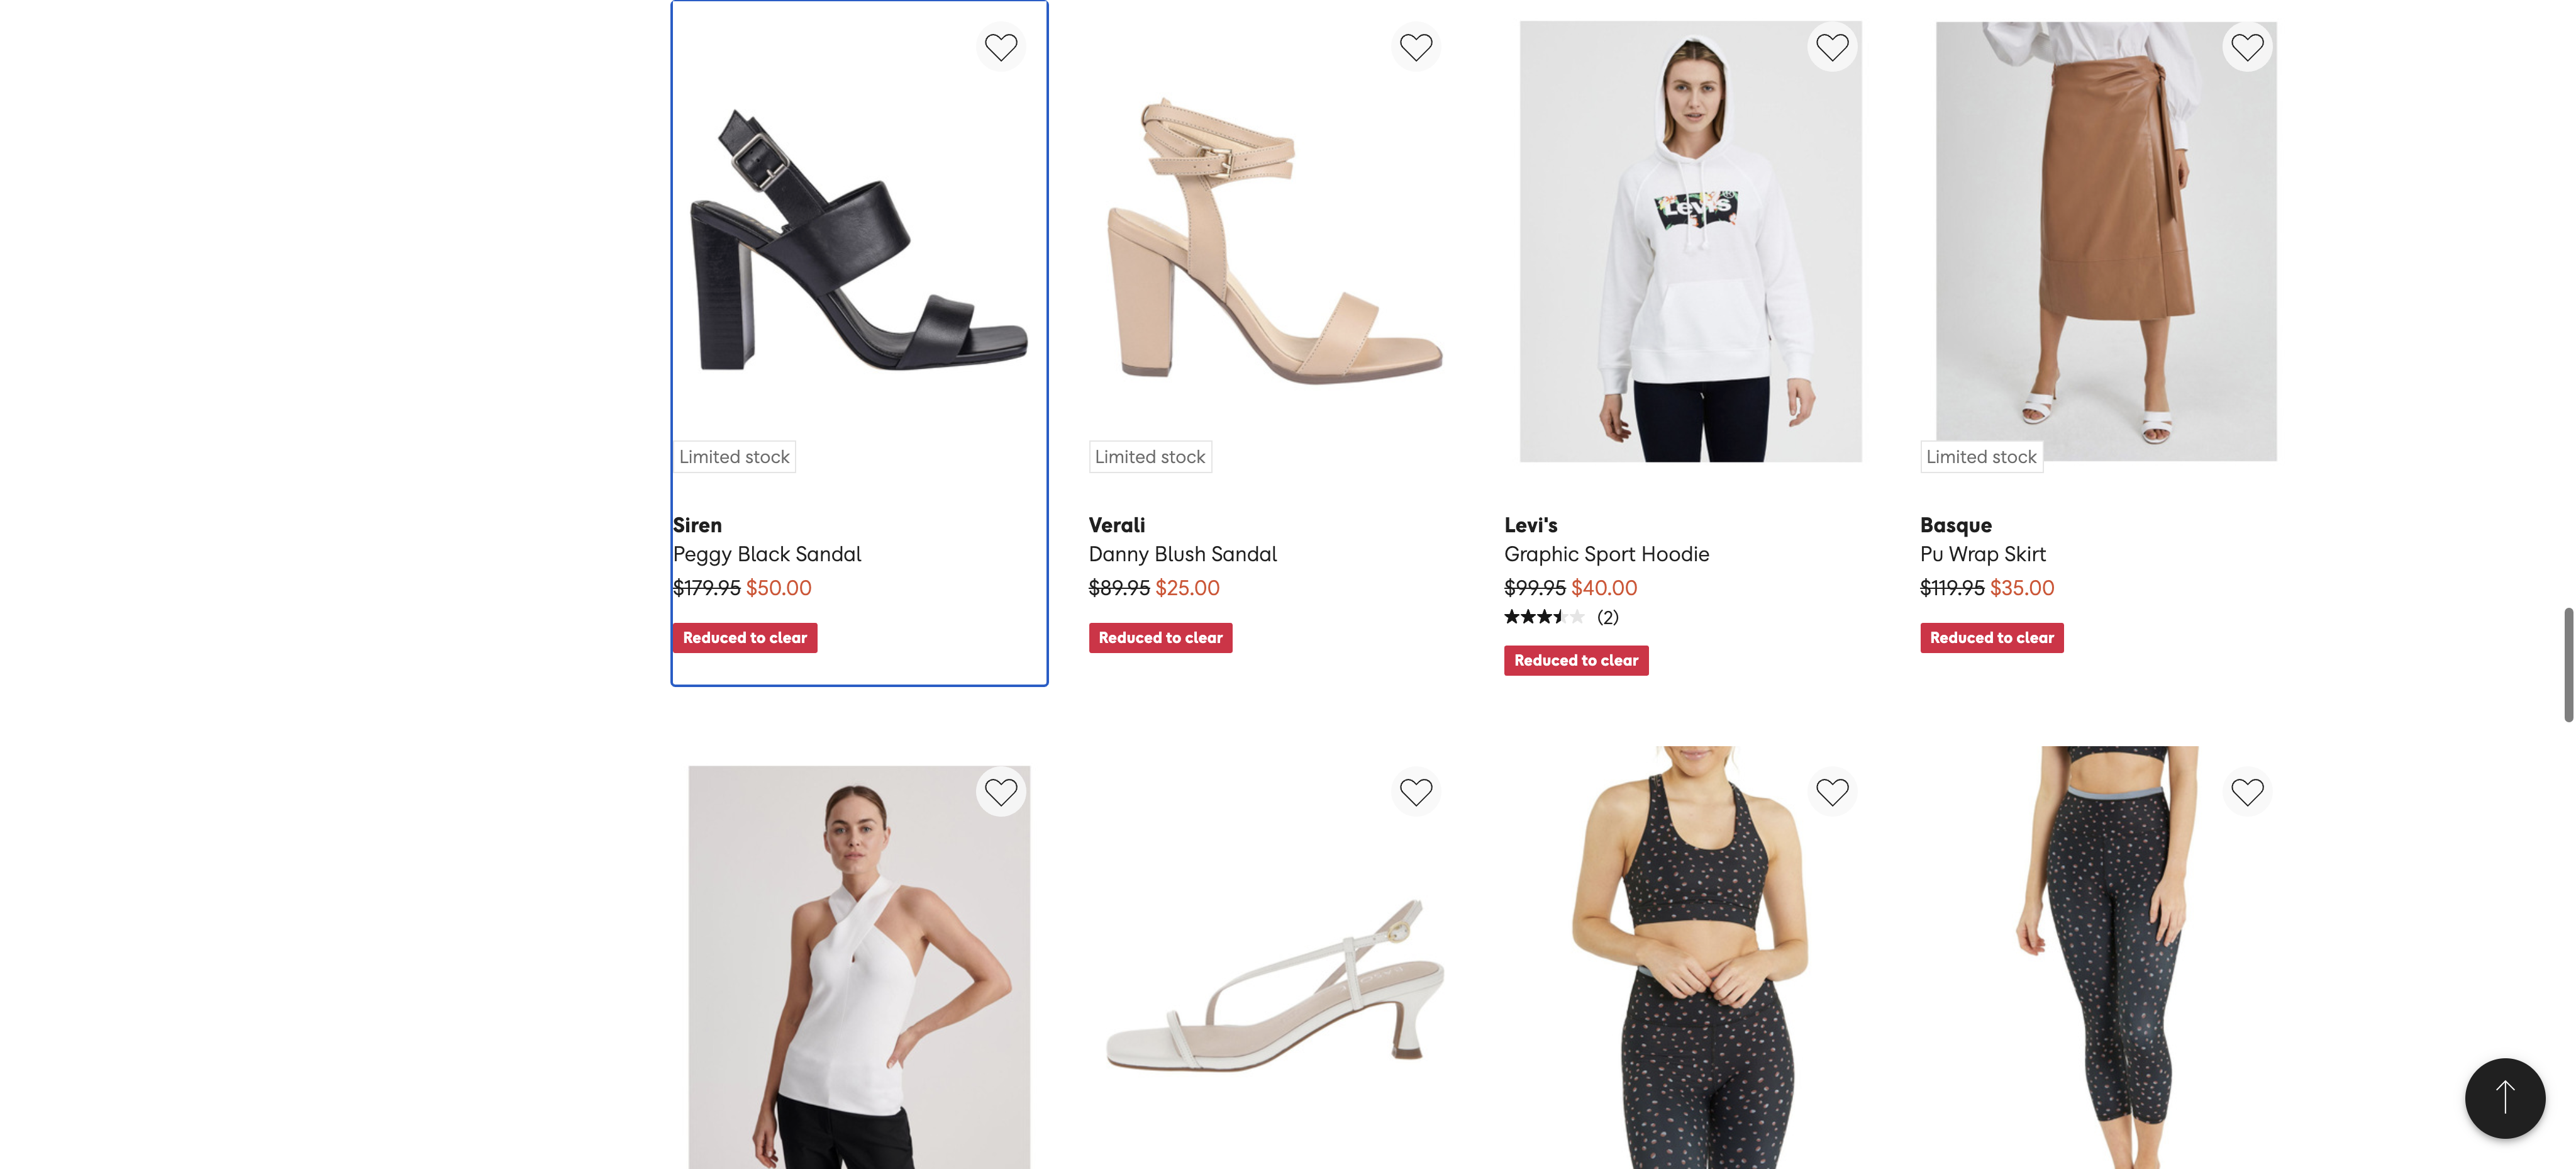 Levi's
Limited stock
Limited stock
Limited stock
Siren
Peggy Black Sandal
$179.95 $50.00
Reduced to clear
Verali
Danny Blush Sandal
$89.95 $25.00
Reduced to clear
Levi's
Graphic Sport Hoodie
$99.95 $40.00
(2)
Reduced to clear
Basque
Pu Wrap Skirt
$119.95 $35.00
Reduced to clear